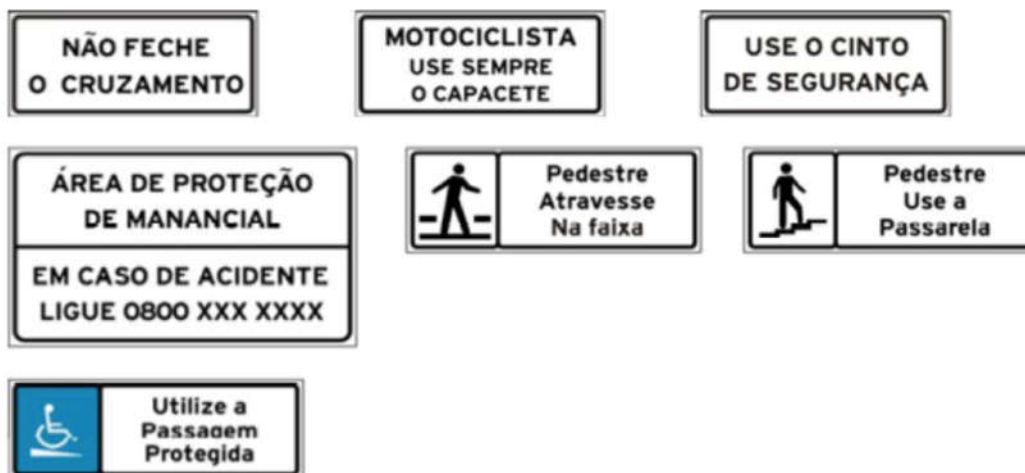 NÃO FECHE
O CRUZAMENTO
MOTOCICLISTA
USE SEMPRE
O CAPACETE
USE O CINTO
DE SEGURANÇA
ÁREA DE PROTEÇÃO
DE MANANCIAL
EM CASO DE ACIDENTE
LIGUE 0800 XXX XXXX
Pedestre
Atravesse
Na faixa
Pedestre
Use a
Passarela
Utilize a
Passagem
Protegida